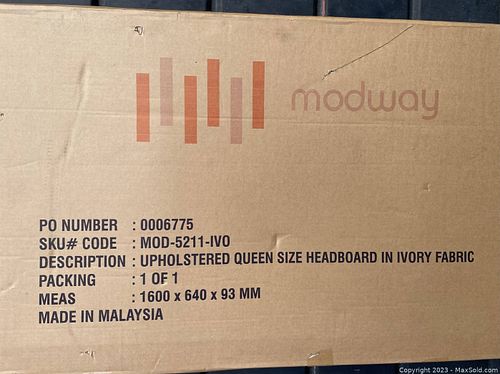 modway
PO NUMBER : 0006775
SKU# CODE : MOD-5211-IVO
DESCRIPTION : UPHOLSTERED QUEEN SIZE HEADBOARD IN IVORY FABRIC
PACKING : 1 OF 1
MEAS : 1600 x 640 x 93 MM
MADE IN MALAYSIA
Copyright 2023 - MaxSold.com